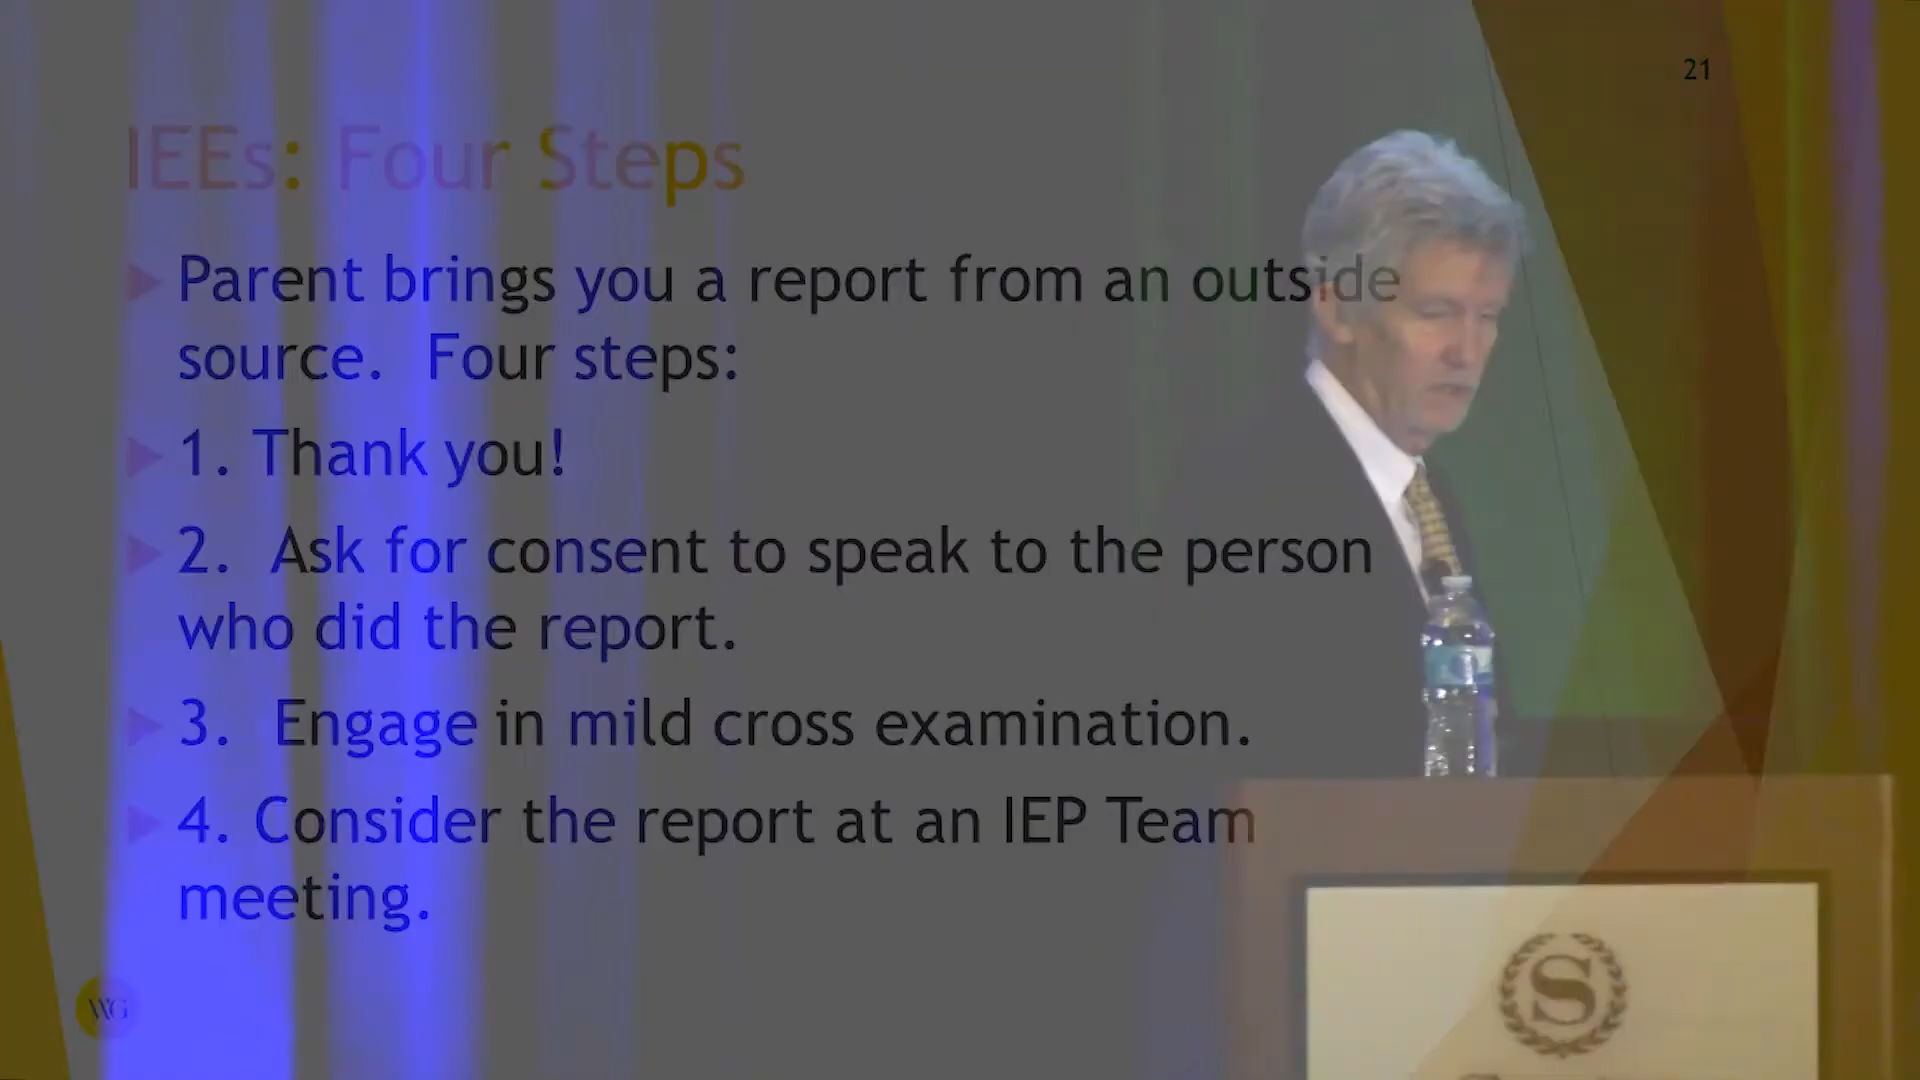 21
IEEs: Four Steps
Parent brings you a report from an outside
source.  Four steps:
1. Thank you!
2.  Ask for consent to speak to the person
who did the report.
3.  Engage in mild cross examination.
4. Consider the report at an IEP Team
meeting.
WG
S